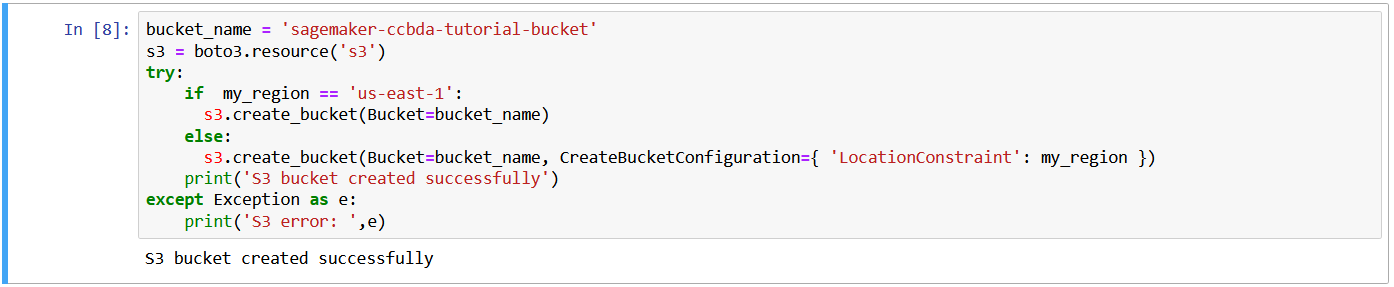 In [8]: bucket_name = 'sagemaker-ccbda-tutorial-bucket'
s3 = boto3.resource('s3')
try:
    if  my_region == 'us-east-1':
      s3.create_bucket(Bucket=bucket_name)
    else:
      s3.create_bucket(Bucket=bucket_name, CreateBucketConfiguration={ 'LocationConstraint': my_region })
    print('S3 bucket created successfully')
except Exception as e:
    print('S3 error: ',e)
S3 bucket created successfully